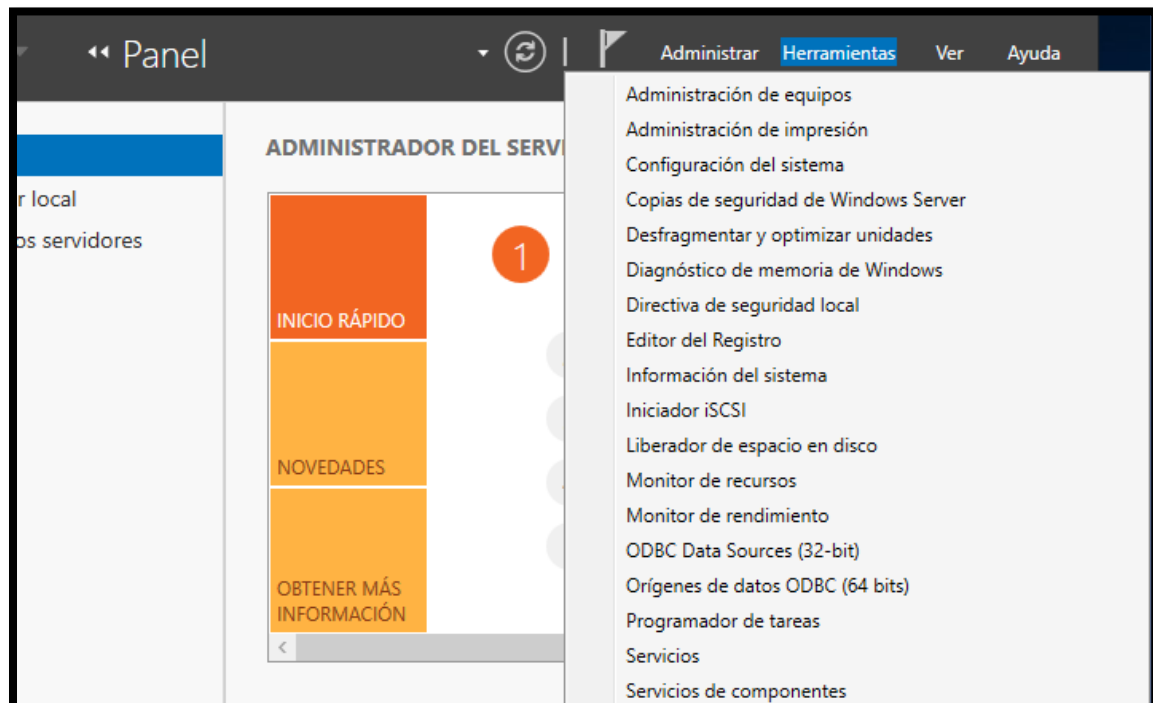 Panel
Administrar Herramientas Ver Ayuda
r local
os servidores
ADMINISTRADOR DEL SERVI
1
INICIO RÁPIDO
NOVEDADES
OBTENER MÁS
INFORMACIÓN
Administración de equipos
Administración de impresión
Configuración del sistema
Copias de seguridad de Windows Server
Desfragmentar y optimizar unidades
Diagnóstico de memoria de Windows
Directiva de seguridad local
Editor del Registro
Información del sistema
Iniciador iSCSI
Liberador de espacio en disco
Monitor de recursos
Monitor de rendimiento
ODBC Data Sources (32-bit)
Orígenes de datos ODBC (64 bits)
Programador de tareas
Servicios
Servicios de componentes